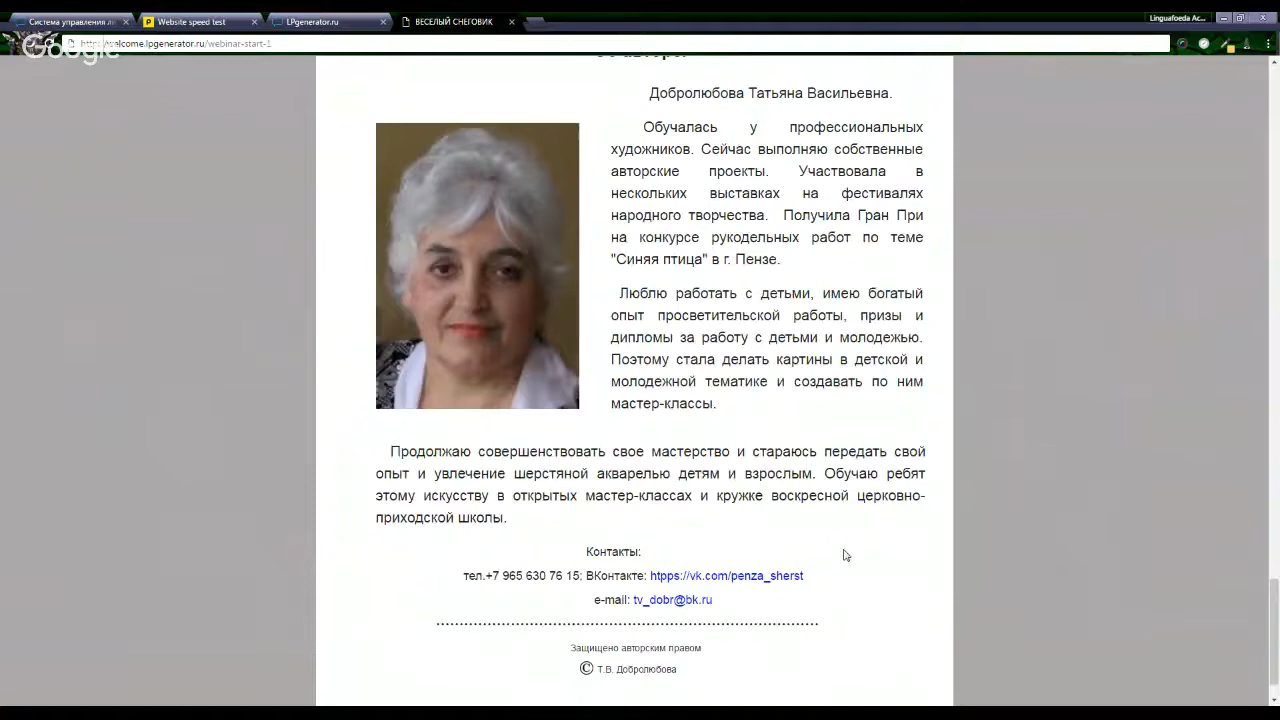 Система управления ли
Website speed test
LPgenerator.ru
ВЕСЕЛЫЙ СНЕГОВИК
Linguafoeda Ac...
elcome.lpgenerator.ru/webinar-start-1
Google
Добролюбова Татьяна Васильевна.
Обучалась у профессиональных
художников. Сейчас выполняю собственные
авторские проекты. Участвовала в
нескольких выставках на фестивалях
народного творчества. Получила Гран При
на конкурсе рукодельных работ по теме
"Синяя птица" в г. Пензе.
Люблю работать с детьми, имею богатый
опыт просветительской работы, призы и
дипломы за работу с детьми и молодежью.
Поэтому стала делать картины в детской и
молодежной тематике и создавать по ним
мастер-классы.
Продолжаю совершенствовать свое мастерство и стараюсь передать свой
опыт и увлечение шерстяной акварелью детям и взрослым. Обучаю ребят
этому искусству в открытых мастер-классах и кружке воскресной церковно-
приходской школы.
Контакты:
тел.+7 965 630 76 15: ВКонтакте: htpps://vk.com/penza_sherst
e-mail: tv_dobr@bk.ru
Защищено авторским правом
© Т.В. Добролюбова